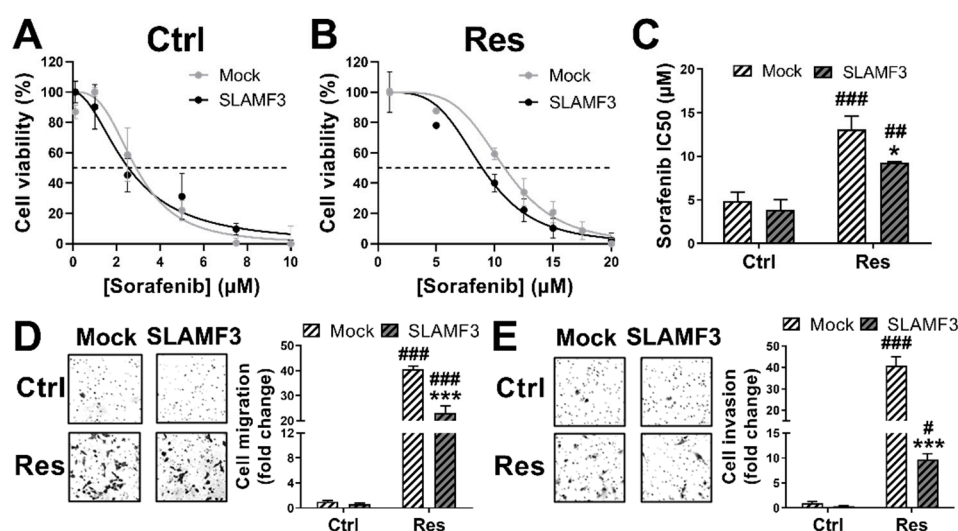 A
Ctrl
Cell viability (%)
120
100
80
60
40
20
0
Mock
SLAMF3
0 2 4 6 8 10
[Sorafenib] (µM)
B
Res
Cell viability (%)
120
100
80
60
40
20
0
Mock
SLAMF3
0 5 10 15 20
[Sorafenib] (µM)
C
Mock SLAMF3
Sorafenib IC50 (µM)
20
15
10
5
0
###
##
*
Ctrl Res
D
Mock SLAMF3
Ctrl
Res
Mock SLAMF3
Cell migration
(fold change)
50
40
30
20
12
6
0
###
###
***
Ctrl Res
E
Mock SLAMF3
Ctrl
Res
Mock SLAMF3
Cell invasion
(fold change)
50
40
30
20
15
10
5
0
###
#
***
Ctrl Res